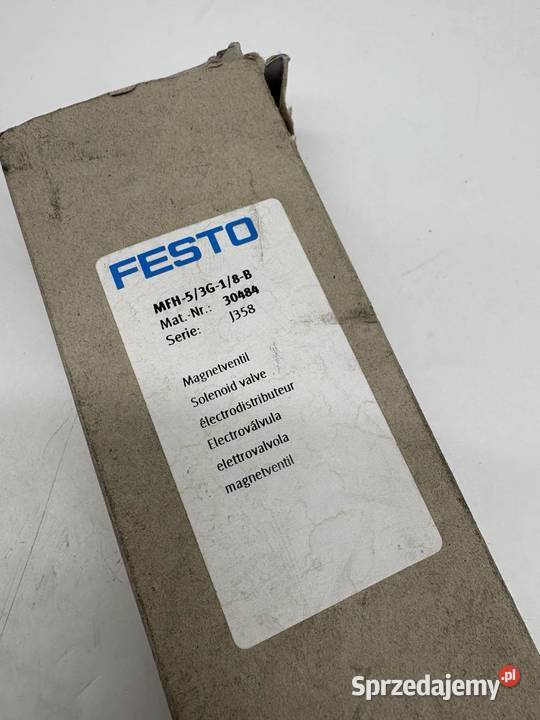 FESTO
MFH-5/3G-1/8-B
Mat.-Nr.: 30484
Serie: J358
Magnetventil
Solenoid valve
électrodistributeur
Electroválvula
elettrovalvola
magnetventil
Sprzedajemy.pl